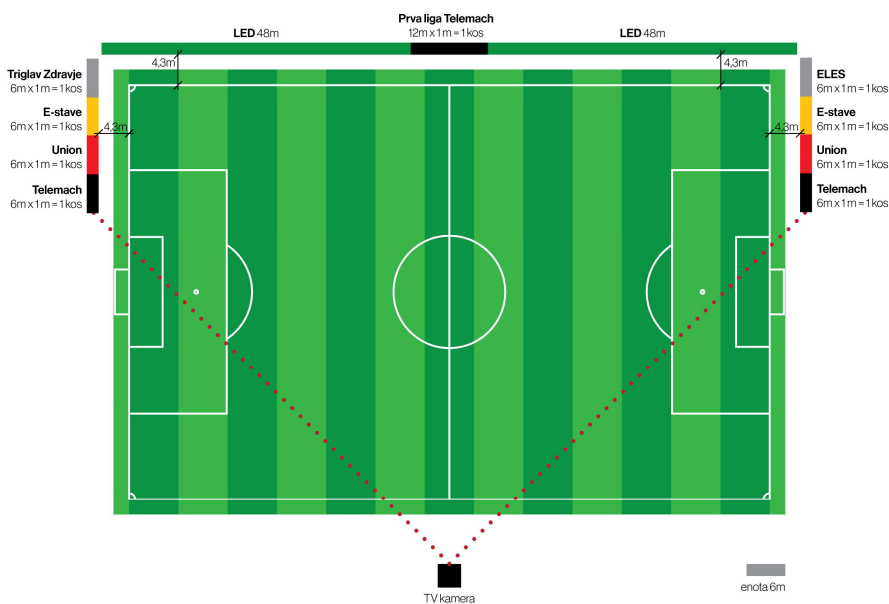 Prva liga Telemach
LED 48m
12m x 1m = 1kos
LED 48m
4,3m
4,3m
Triglav Zdravje
6m x 1m = 1kos
E-stave
6m x 1m = 1kos
4,3m
Union
6m x 1m = 1kos
Telemach
6m x 1m = 1kos
ELES
6m x 1m = 1kos
E-stave
6m x 1m = 1kos
4,3m
Union
6m x 1m = 1kos
Telemach
6m x 1m = 1kos
TV kamera
enota 6m